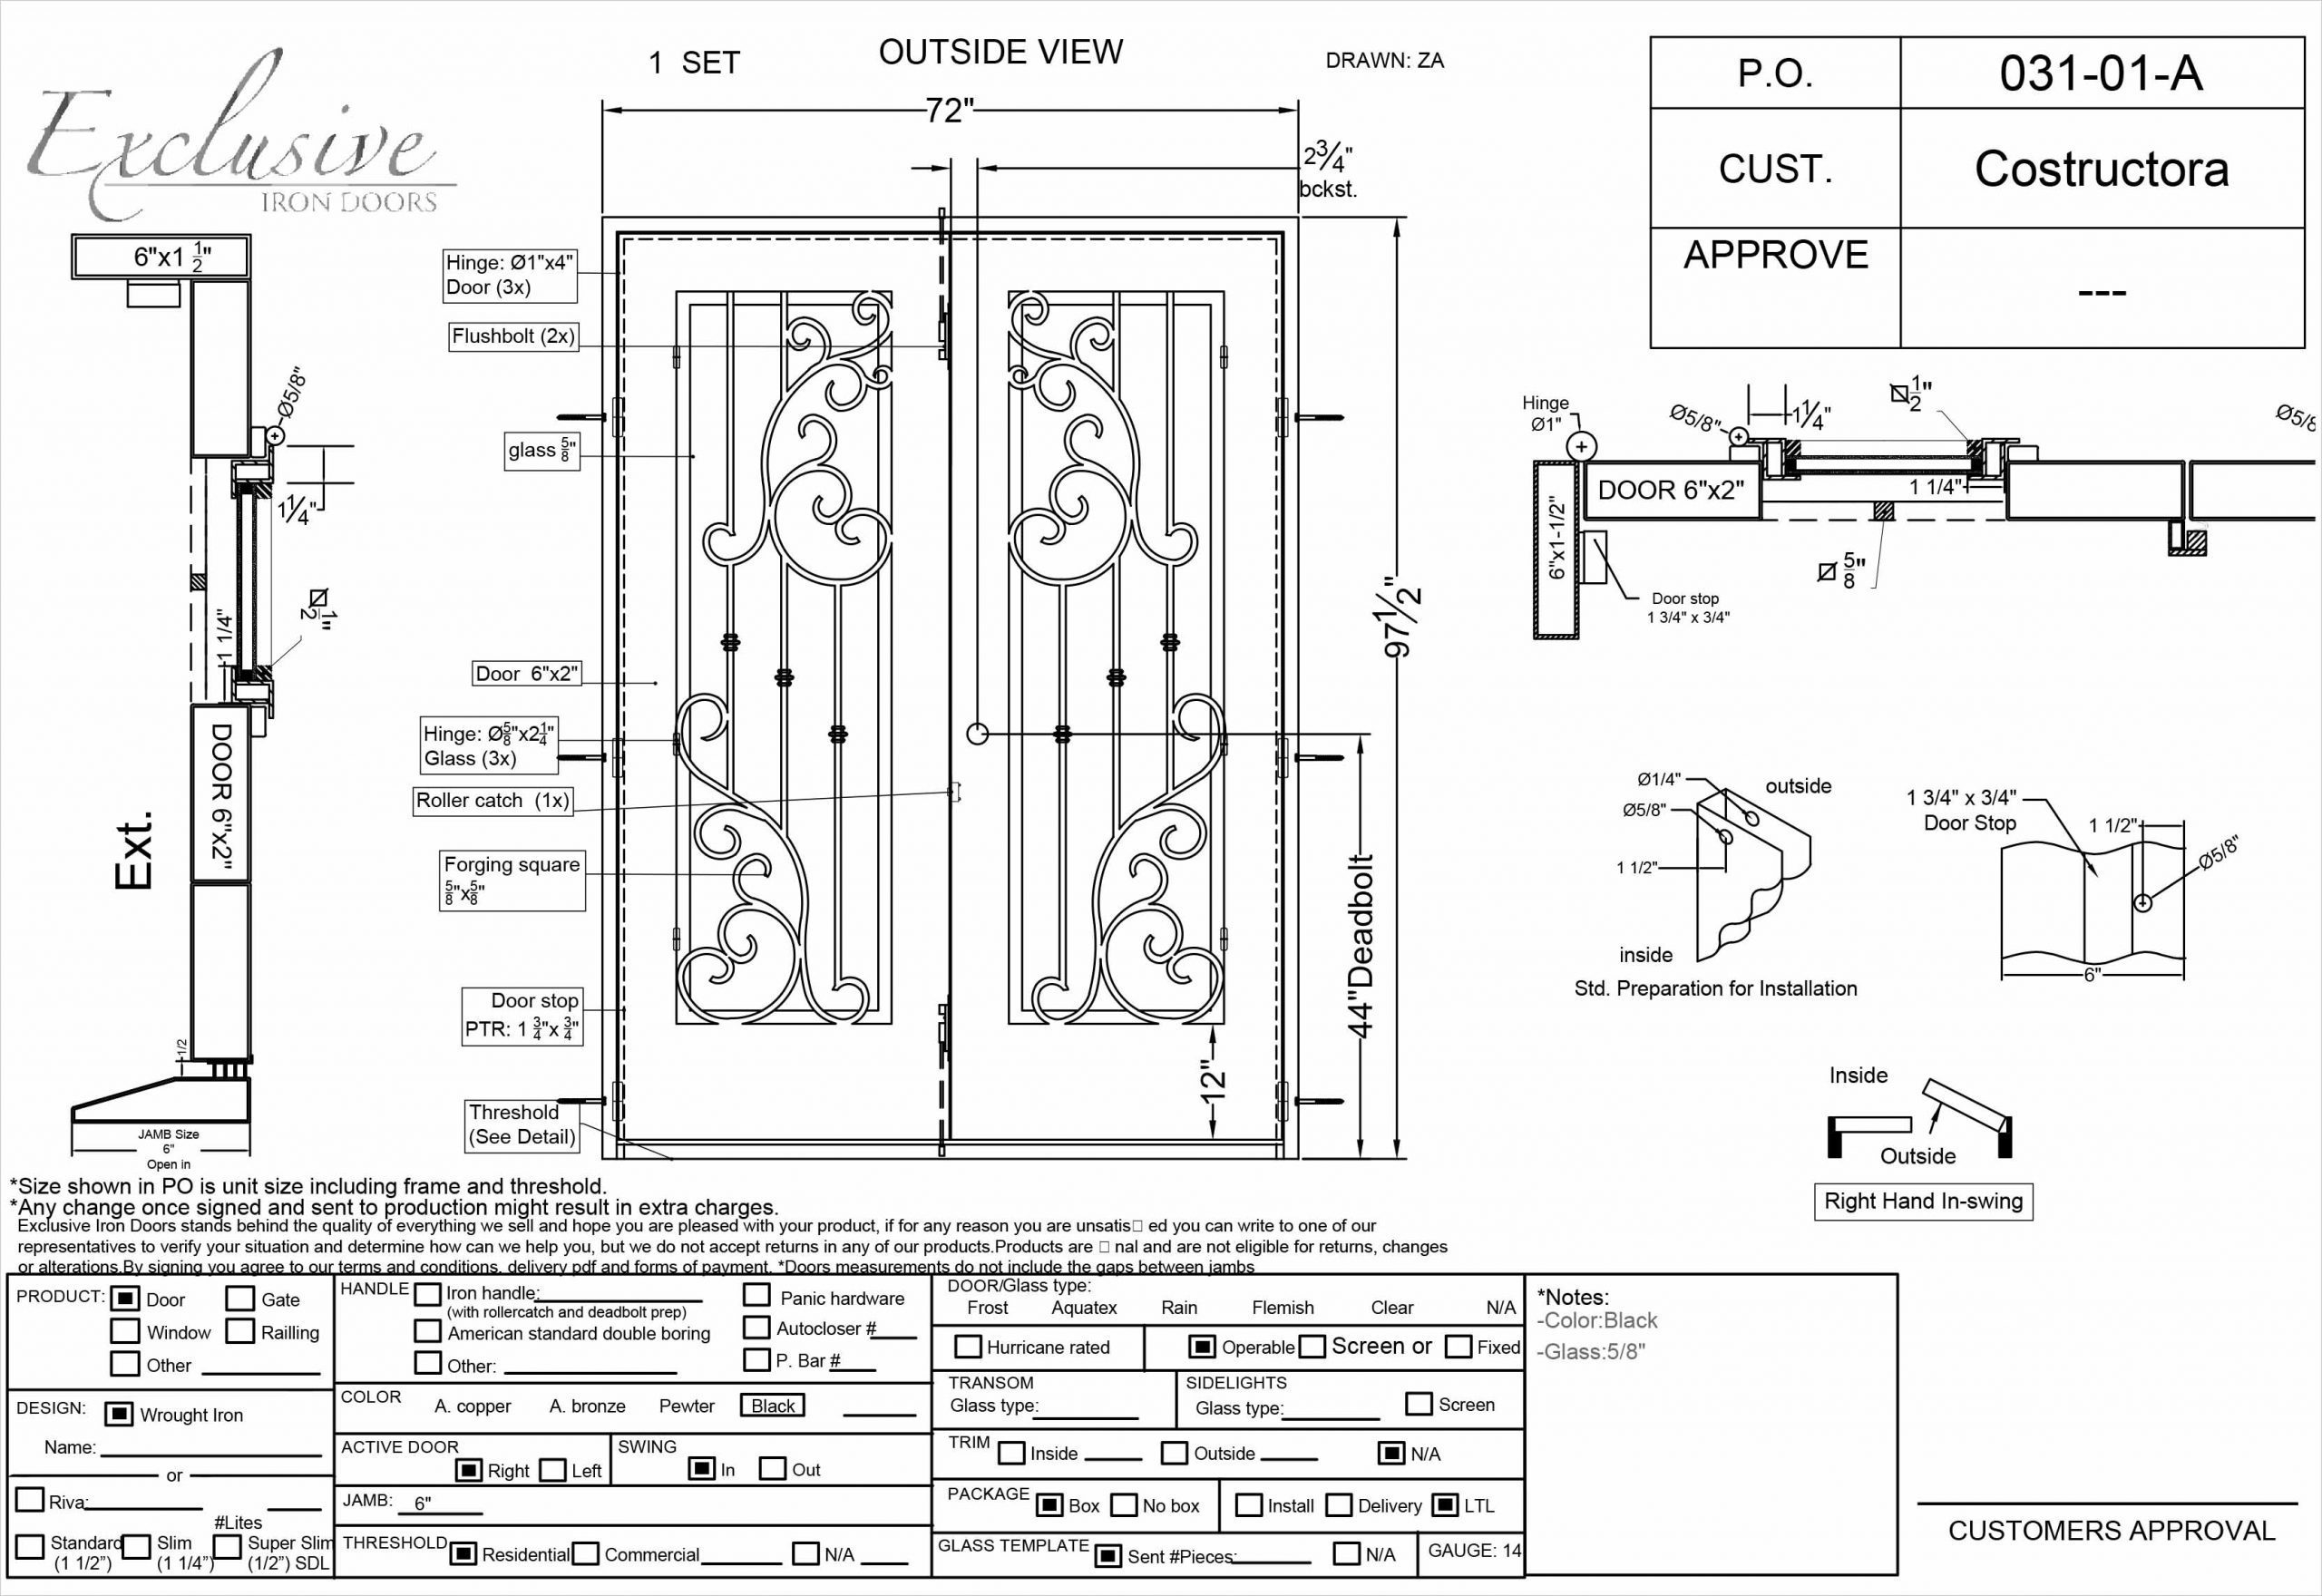 Exclusive
IRON DOORS
1 SET
OUTSIDE VIEW
DRAWN: ZA
P.O.
031-01-A
CUST.
Costructora
APPROVE
---
72"
2 3/4"
bckst.
6"x1 1/2"
Ø5/8"
1 1/4"
1/2"
1 1/4"
DOOR 6"x2"
Ext.
1/2
JAMB Size
6"
Open in
Hinge: Ø1"x4"
Door (3x)
Flushbolt (2x)
glass 5/8"
Door 6"x2"
Hinge: Ø5/8"x2 1/4"
Glass (3x)
Roller catch (1x)
Forging square
5/8"x5/8"
Door stop
PTR: 1 3/4"x 3/4"
Threshold
(See Detail)
97 1/2"
44"Deadbolt
12"
Hinge
Ø1"
Ø5/8"
1 1/4"
1/2"
Ø5/8
DOOR 6"x2"
1 1/4"
6"x1-1/2"
5/8"
Door stop
1 3/4" x 3/4"
Ø1/4"
outside
Ø5/8"
1 1/2"
inside
Std. Preparation for Installation
1 3/4" x 3/4"
Door Stop
1 1/2"
Ø5/8"
6"
Inside
Outside
Right Hand In-swing
*Size shown in PO is unit size including frame and threshold.
*Any change once signed and sent to production might result in extra charges.
Exclusive Iron Doors stands behind the quality of everything we sell and hope you are pleased with your product, if for any reason you are unsatis□ ed you can write to one of our
representatives to verify your situation and determine how can we help you, but we do not accept returns in any of our products.Products are □ nal and are not eligible for returns, changes
or alterations.By signing you agree to our terms and conditions, delivery pdf and forms of payment. *Doors measurements do not include the gaps between jambs
PRODUCT: Door Gate
Window Railling
Other
DESIGN: Wrought Iron
Name:
or
Riva:
#Lites
Standard Slim Super Slim
(1 1/2”) (1 1/4”) (1/2”) SDL
HANDLE Iron handle: Panic hardware
(with rollercatch and deadbolt prep)
American standard double boring Autocloser #
Other: P. Bar #
COLOR A. copper A. bronze Pewter Black
ACTIVE DOOR
Right Left
SWING
In Out
JAMB: 6"
THRESHOLD Residential Commercial N/A
DOOR/Glass type:
Frost Aquatex Rain Flemish Clear N/A
Hurricane rated Operable Screen or Fixed
TRANSOM
Glass type:
SIDELIGHTS
Glass type: Screen
TRIM Inside Outside N/A
PACKAGE Box No box Install Delivery LTL
GLASS TEMPLATE Sent #Pieces: N/A GAUGE: 14
*Notes:
-Color:Black
-Glass:5/8"
CUSTOMERS APPROVAL